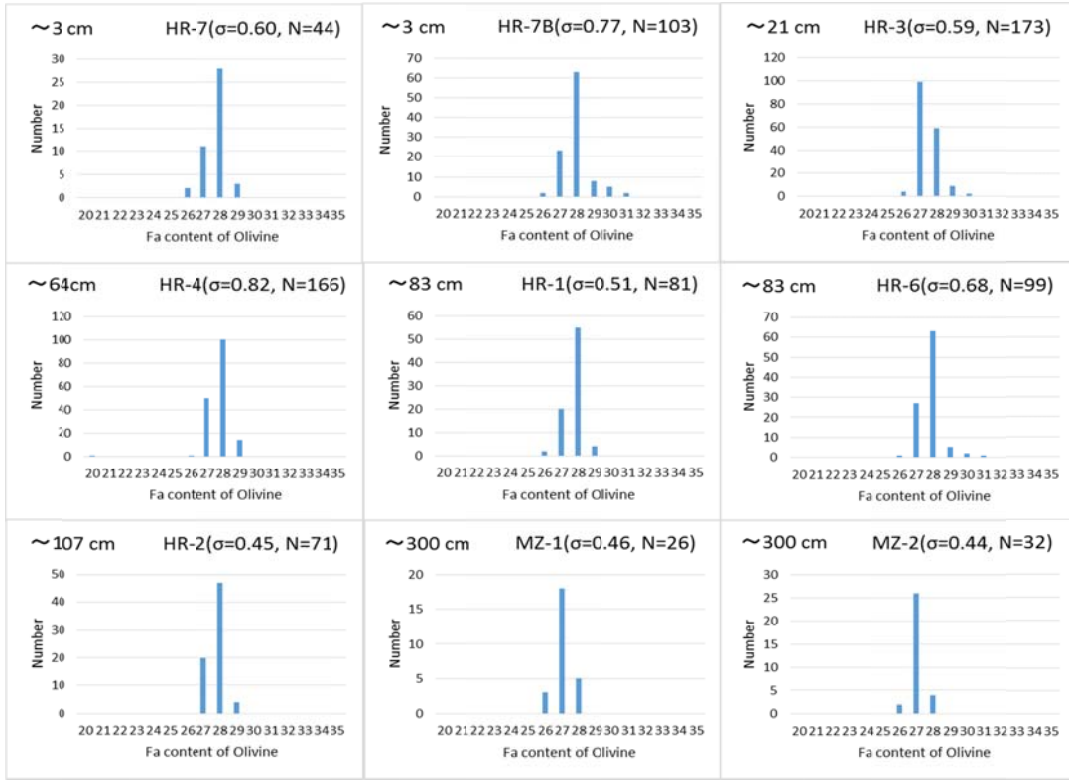 ～3 cm HR-7(σ=0.60, N=44)
30
25
20
15
10
5
0
Number
20 21 22 23 24 25 26 27 28 29 30 31 32 33 34 35
Fa content of Olivine
～3 cm HR-7B(σ=0.77, N=103)
70
60
50
40
30
20
10
0
Number
20 21 22 23 24 25 26 27 28 29 30 31 32 33 34 35
Fa content of Olivine
～21 cm HR-3(σ=0.59, N=173)
120
100
80
60
40
20
0
Number
20 21 22 23 24 25 26 27 28 29 30 31 32 33 34 35
Fa content of Olivine
～64cm HR-4(σ=0.82, N=166)
120
100
80
60
40
20
0
Number
20 21 22 23 24 25 26 27 28 29 30 31 32 33 34 35
Fa content of Olivine
～83 cm HR-1(σ=0.51, N=81)
60
50
40
30
20
10
0
Number
20 21 22 23 24 25 26 27 28 29 30 31 32 33 34 35
Fa content of Olivine
～83 cm HR-6(σ=0.68, N=99)
70
60
50
40
30
20
10
0
Number
20 21 22 23 24 25 26 27 28 29 30 31 32 33 34 35
Fa content of Olivine
～107 cm HR-2(σ=0.45, N=71)
50
40
30
20
10
0
Number
20 21 22 23 24 25 26 27 28 29 30 31 32 33 34 35
Fa content of Olivine
～300 cm MZ-1(σ=0.46, N=26)
20
15
10
5
0
Number
20 21 22 23 24 25 26 27 28 29 30 31 32 33 34 35
Fa content of Olivine
～300 cm MZ-2(σ=0.44, N=32)
30
25
20
15
10
5
0
Number
20 21 22 23 24 25 26 27 28 29 30 31 32 33 34 35
Fa content of Olivine